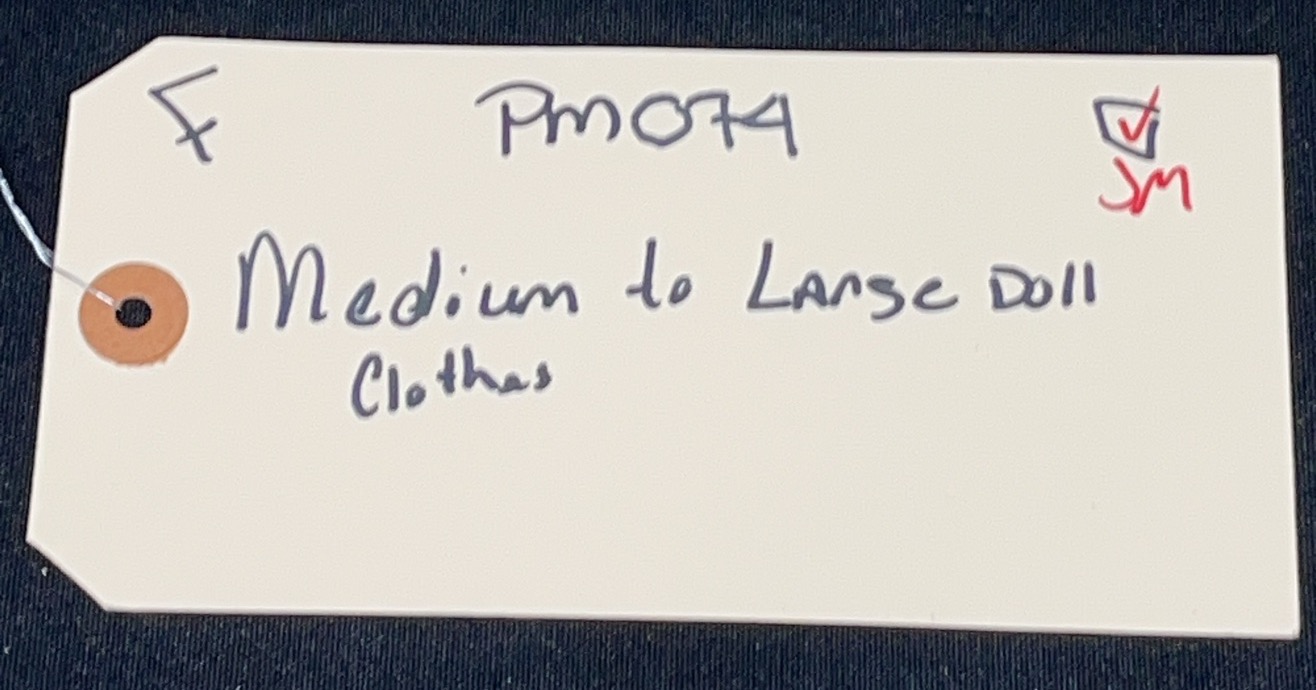 F PM074 ☑
JM
Medium to Large Doll
Clothes